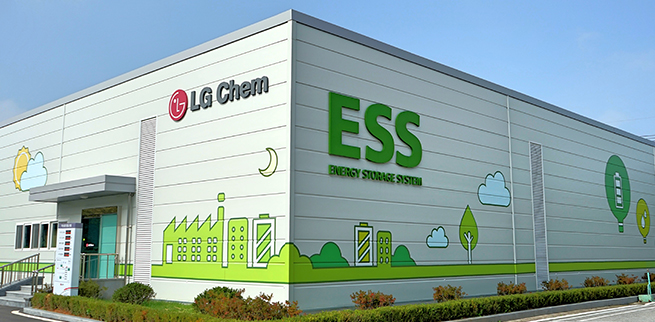 LG Chem
ESS
ENERGY STORAGE SYSTEM